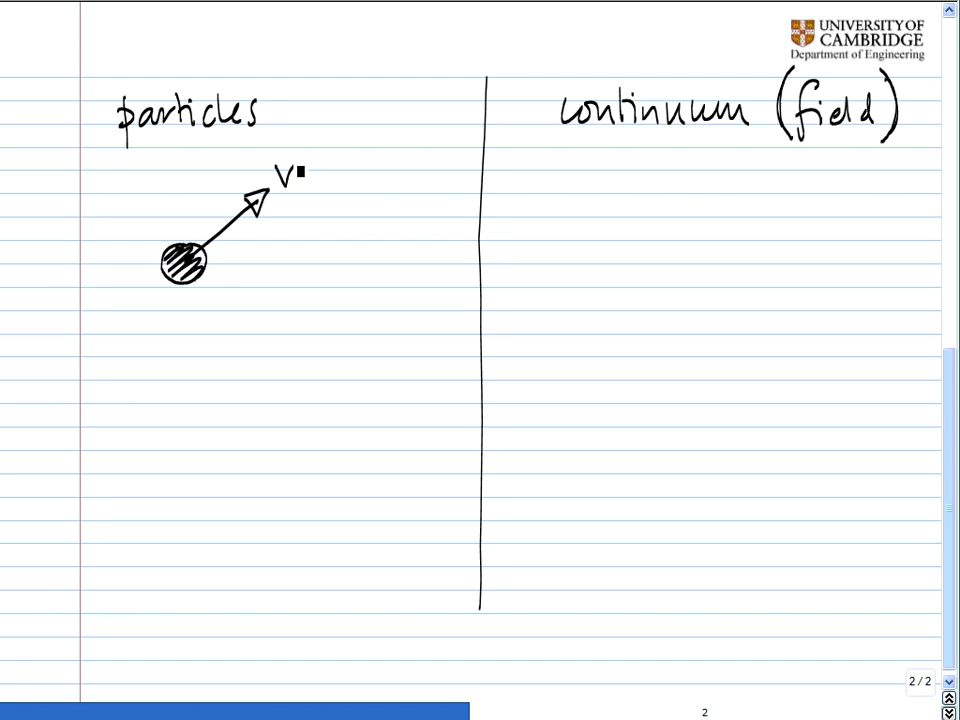 UNIVERSITY OF
CAMBRIDGE
Department of Engineering
particles
continuum (field)
V
2 / 2
2